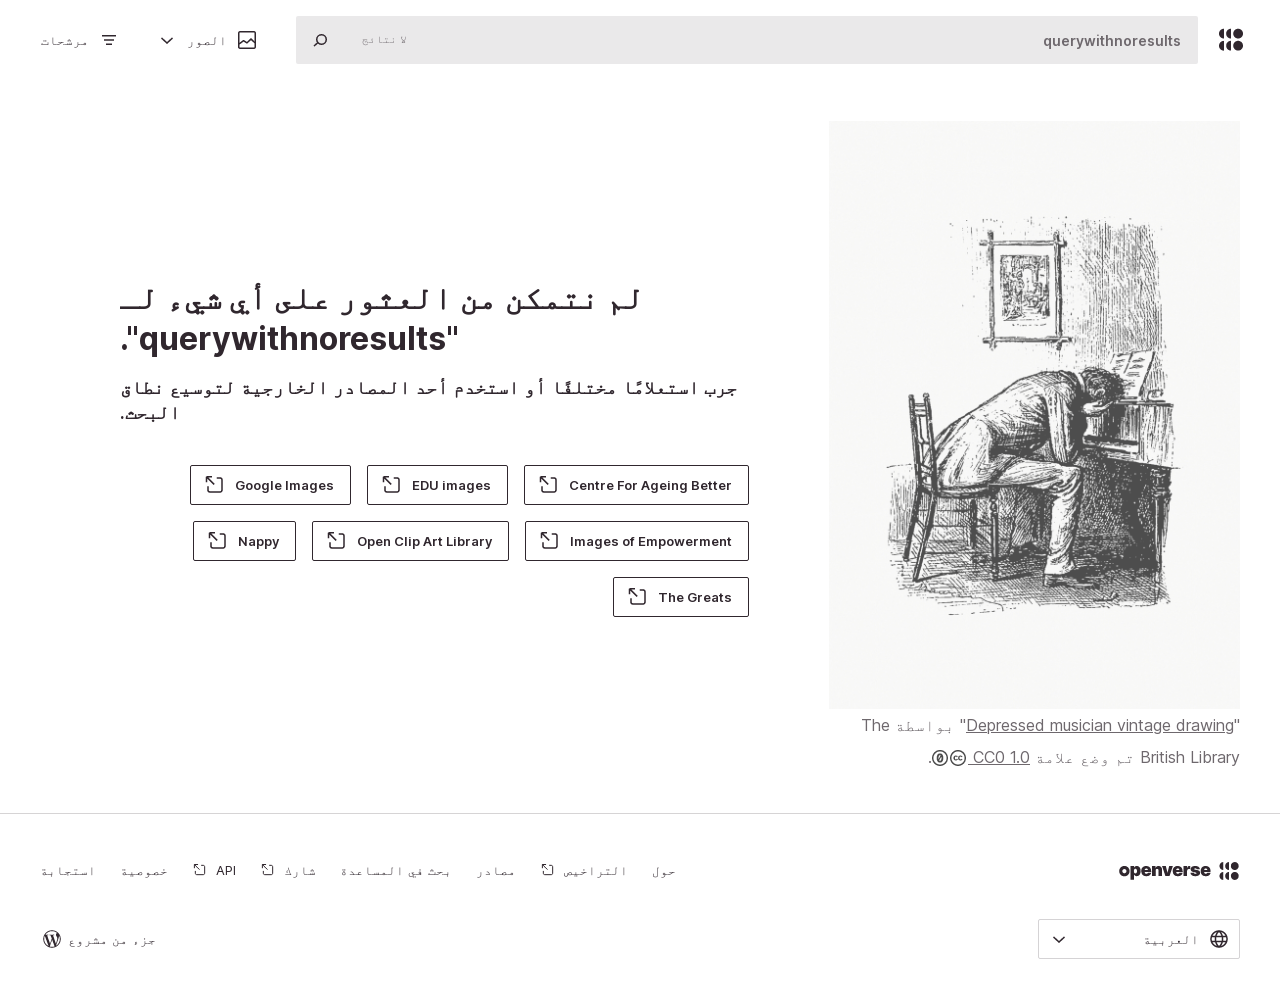 querywithnoresults
لا نتائج
الصور
مرشحات
لم نتمكن من العثور على أي شيء لـ
"querywithnoresults".
جرب استعلامًا مختلفًا أو استخدم أحد المصادر الخارجية لتوسيع نطاق
البحث.
Centre For Ageing Better
EDU images
Google Images
Images of Empowerment
Open Clip Art Library
Nappy
The Greats
"Depressed musician vintage drawing" بواسطة The
British Library تم وضع علامة CC0 1.0.
openverse
حول
التراخيص
مصادر
بحث في المساعدة
شارك
API
خصوصية
استجابة
العربية
جزء من مشروع